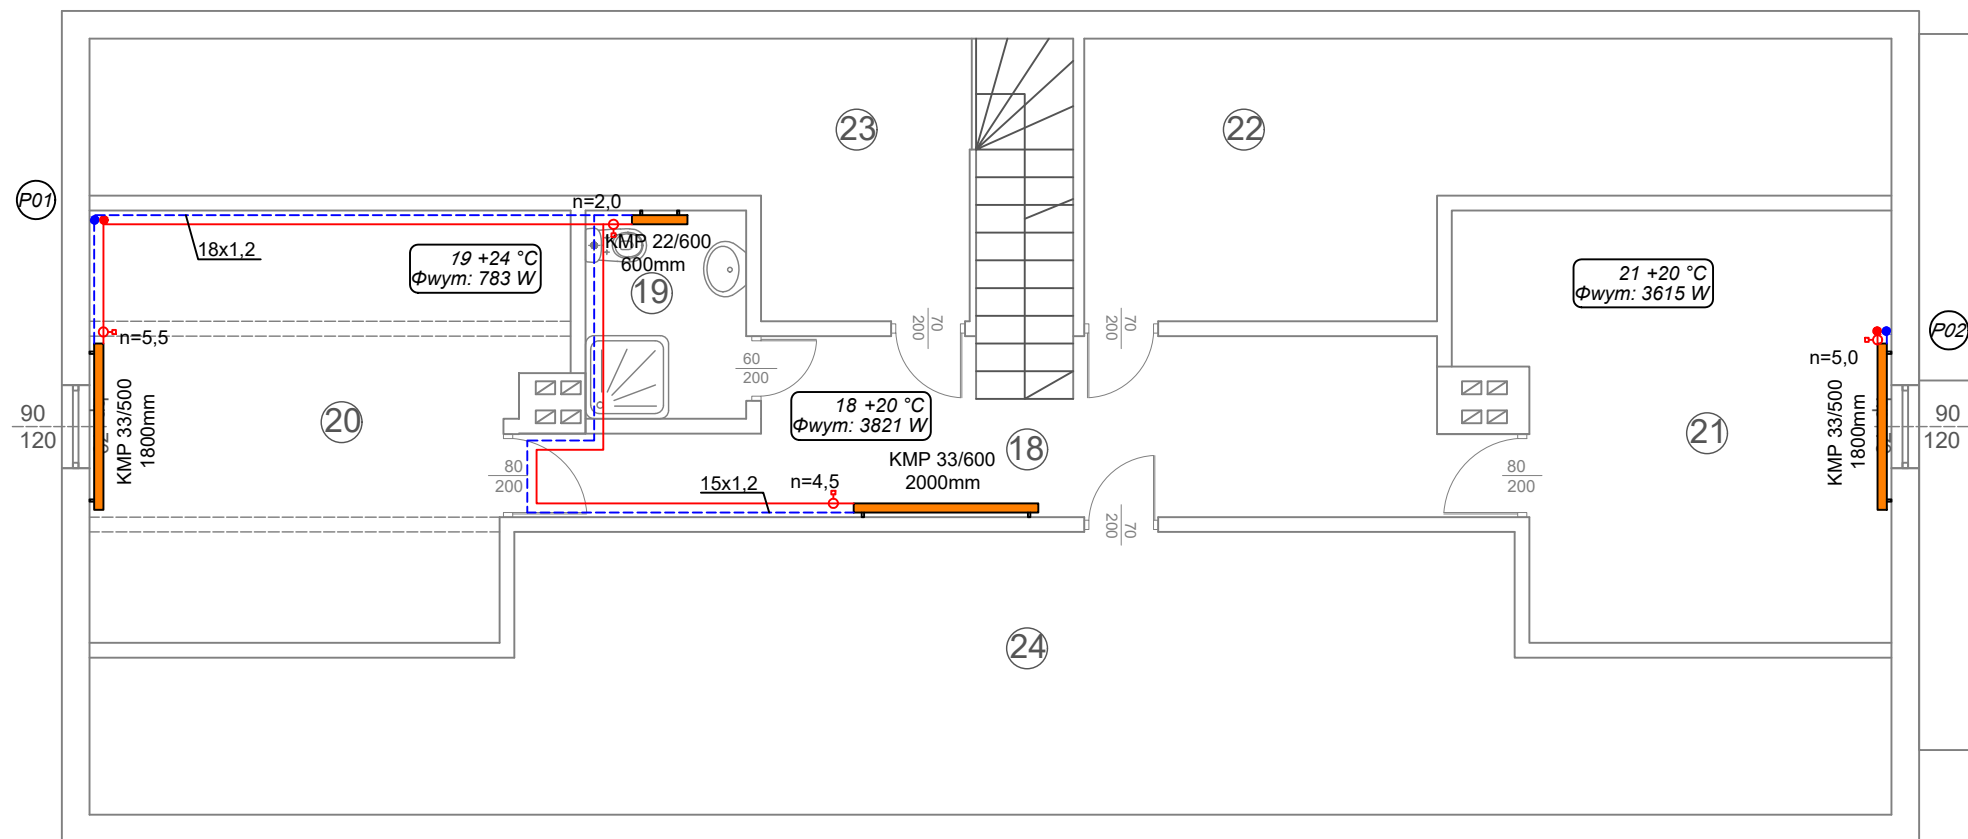 23
22
P01
n=2,0
18x1,2
19 +24 °C
Φwym: 783 W
KMP 22/600
600mm
19
21 +20 °C
Φwym: 3615 W
P02
n=5,5
70
200
70
200
n=5,0
60
200
KMP 33/500
1800mm
90
120
20
18 +20 °C
Φwym: 3821 W
18
KMP 33/600
2000mm
80
200
15x1,2
n=4,5
70
200
80
200
21
KMP 33/500
1800mm
90
120
24